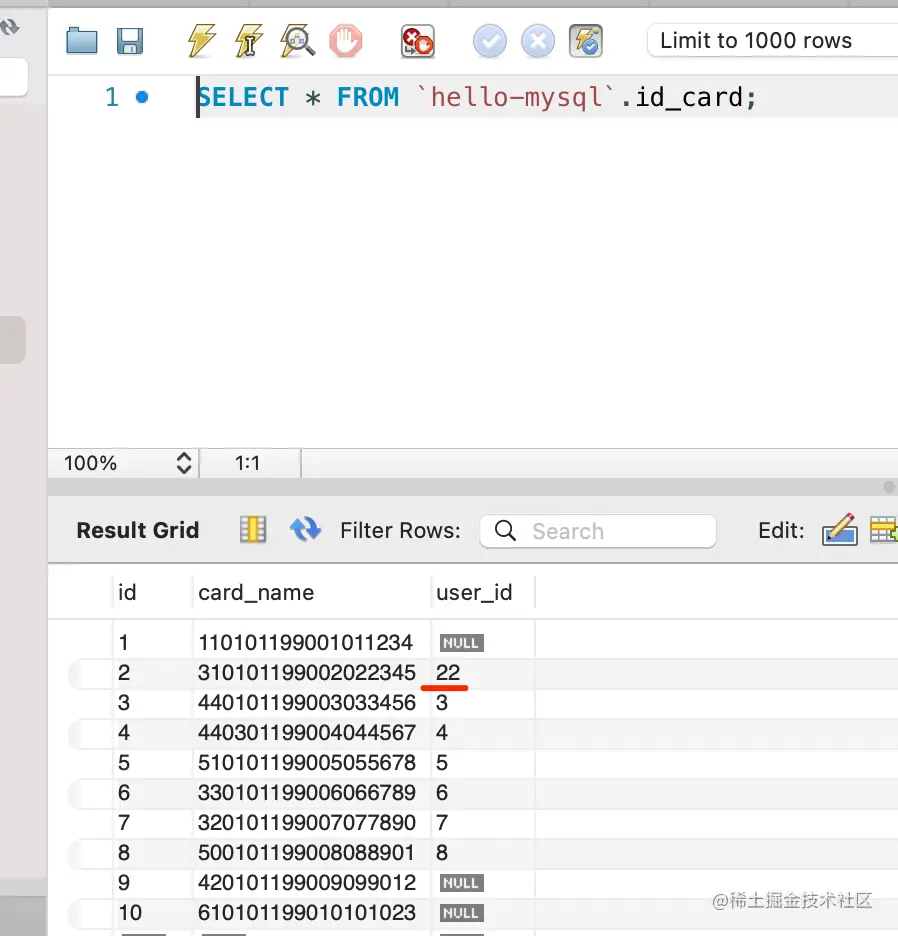 Limit to 1000 rows
1 SELECT * FROM `hello-mysql`.id_card;
100% 1:1
Result Grid Filter Rows: Search Edit:
id card_name user_id
1 110101199001011234 NULL
2 310101199002022345 22
3 440101199003033456 3
4 440301199004044567 4
5 510101199005055678 5
6 330101199006066789 6
7 320101199007077890 7
8 500101199008088901 8
9 420101199009099012 NULL
10 610101199010101023 NULL
@稀土掘金技术社区